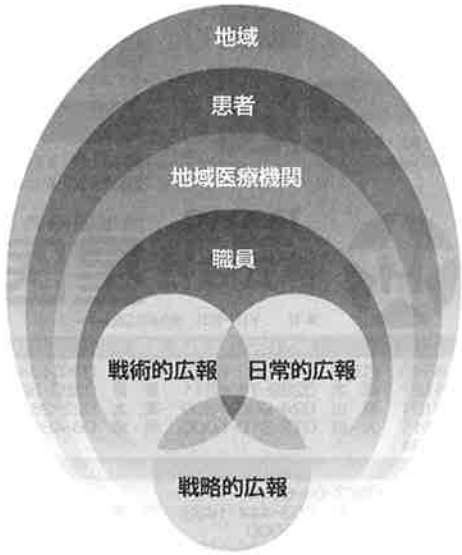 地域
患者
地域医療機関
職員
戦術的広報
日常的広報
戦略的広報